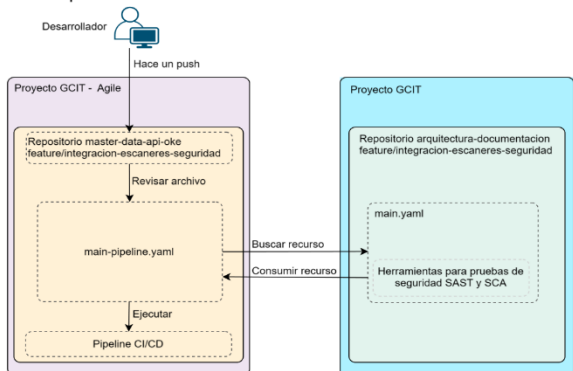 Desarrollador
Hace un push
Proyecto GCIT - Agile
Proyecto GCIT
Repositorio master-data-api-oke
feature/integracion-escaneres-seguridad
Repositorio arquitectura-documentacion
feature/integracion-escaneres-seguridad
Revisar archivo
main.yaml
main-pipeline.yaml
Buscar recurso
Consumir recurso
Herramientas para pruebas de
seguridad SAST y SCA
Ejecutar
Pipeline CI/CD